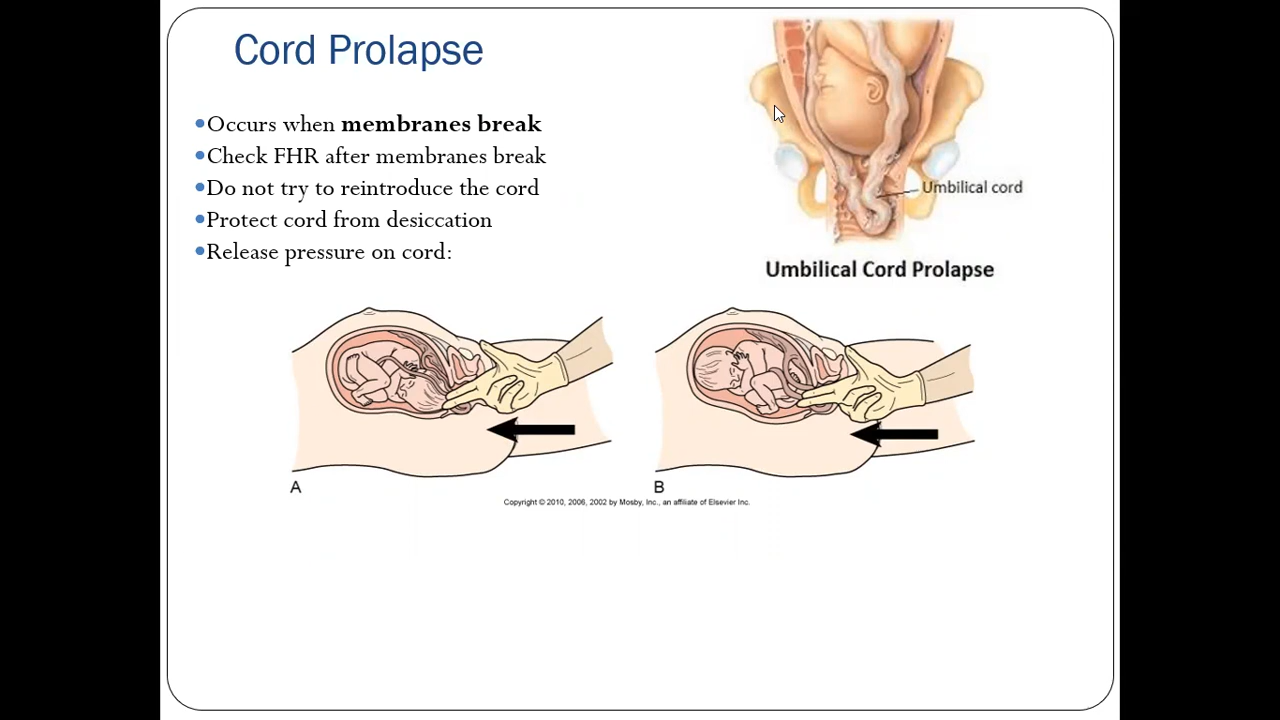 Cord Prolapse
•Occurs when membranes break
•Check FHR after membranes break
•Do not try to reintroduce the cord
•Protect cord from desiccation
•Release pressure on cord:
Umbilical cord
Umbilical Cord Prolapse
A
B
Copyright © 2010, 2006, 2002 by Mosby, Inc., an affiliate of Elsevier Inc.